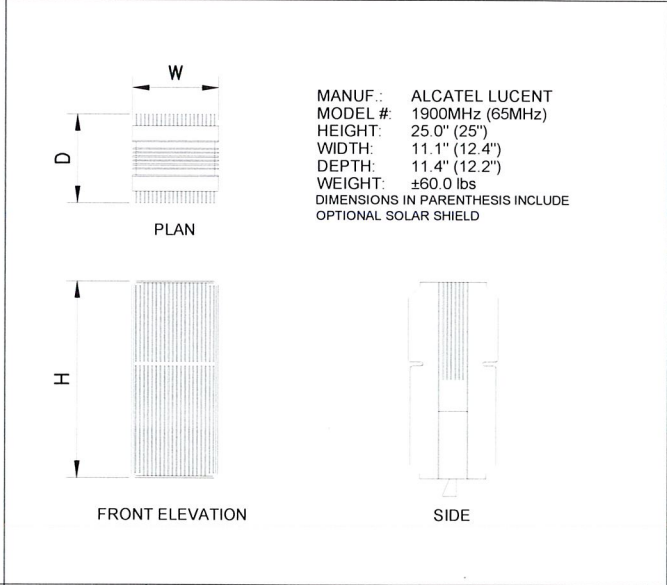 W
D
PLAN
MANUF.: ALCATEL LUCENT
MODEL #: 1900MHz (65MHz)
HEIGHT: 25.0" (25")
WIDTH: 11.1" (12.4")
DEPTH: 11.4" (12.2")
WEIGHT: ±60.0 lbs
DIMENSIONS IN PARENTHESIS INCLUDE
OPTIONAL SOLAR SHIELD
H
FRONT ELEVATION
SIDE